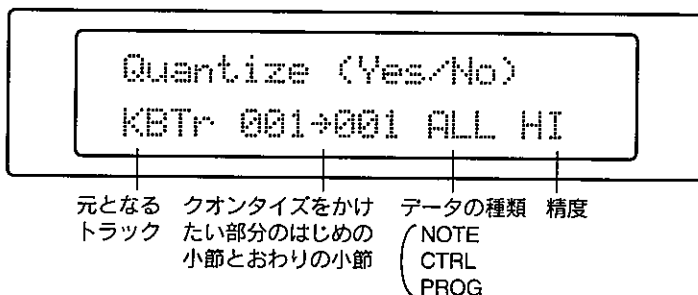 Quantize (Yes/No)
KBTr 001→001 ALL HI
元となる
トラック
クオンタイズをかけ
たい部分のはじめの
小節とおわりの小節
データの種類
NOTE
CTRL
PROG
精度